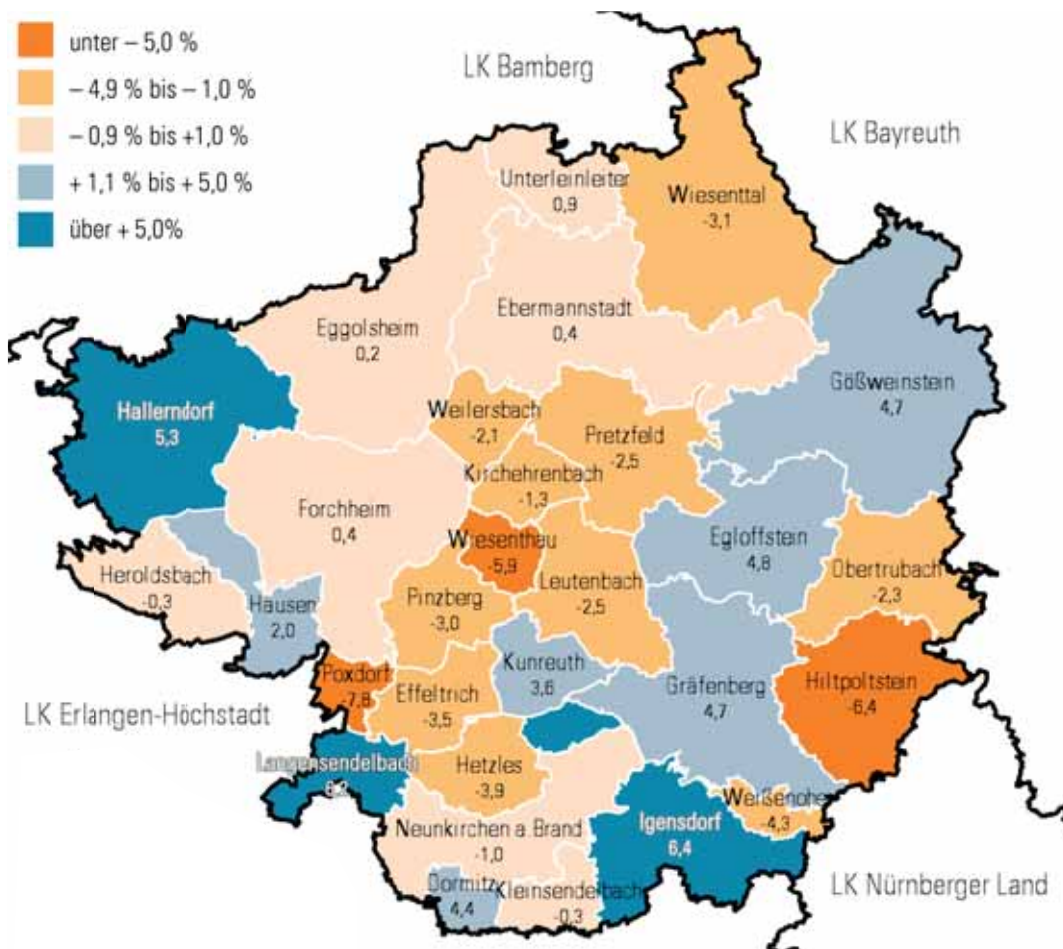 unter – 5,0 %
– 4,9 % bis – 1,0 %
– 0,9 % bis +1,0 %
+ 1,1 % bis + 5,0 %
über + 5,0%
LK Bamberg
LK Bayreuth
Unterleinleiter
0,9
Wiesenttal
-3,1
Ebermannstadt
0,4
Eggolsheim
0,2
Gößweinstein
4,7
Hallerndorf
5,3
Weilersbach
-2,1
Pretzfeld
-2,5
Kirchehrenbach
-1,3
Forchheim
0,4
Wiesenthau
-5,9
Egloffstein
4,8
Obertrubach
-2,3
Heroldsbach
-0,3
Leutenbach
-2,5
Hausen
2,0
Pinzberg
-3,0
Kunreuth
3,6
Poxdorf
-7,8
Effeltrich
-3,5
Gräfenberg
4,7
Hiltpoltstein
-6,4
LK Erlangen-Höchstadt
Langensendelbach
Hetzles
-3,9
Weißenohe
-4,3
Igensdorf
6,4
Neunkirchen a. Brand
-1,0
Dormitz
4,4
Kleinsendelbach
-0,3
LK Nürnberger Land